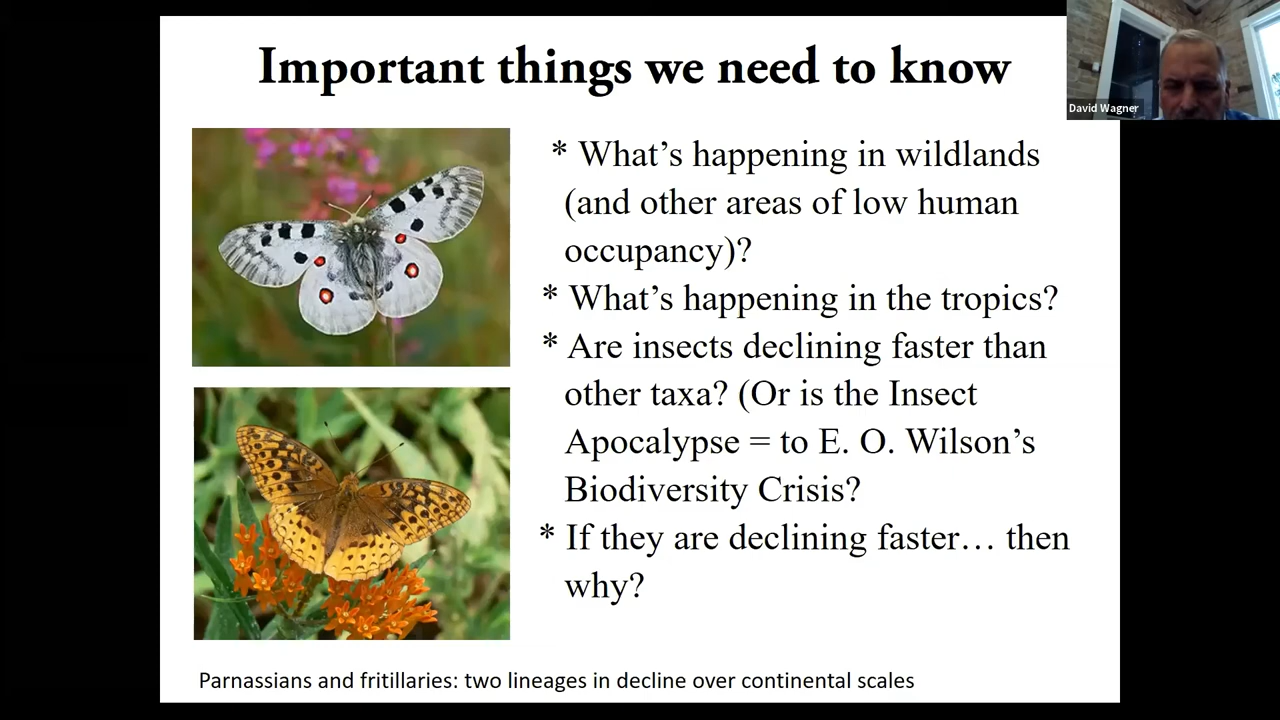 Important things we need to know
David Wagner
* What's happening in wildlands
(and other areas of low human
occupancy)?
* What's happening in the tropics?
* Are insects declining faster than
other taxa? (Or is the Insect
Apocalypse = to E. O. Wilson's
Biodiversity Crisis?
* If they are declining faster… then
why?
Parnassians and fritillaries: two lineages in decline over continental scales